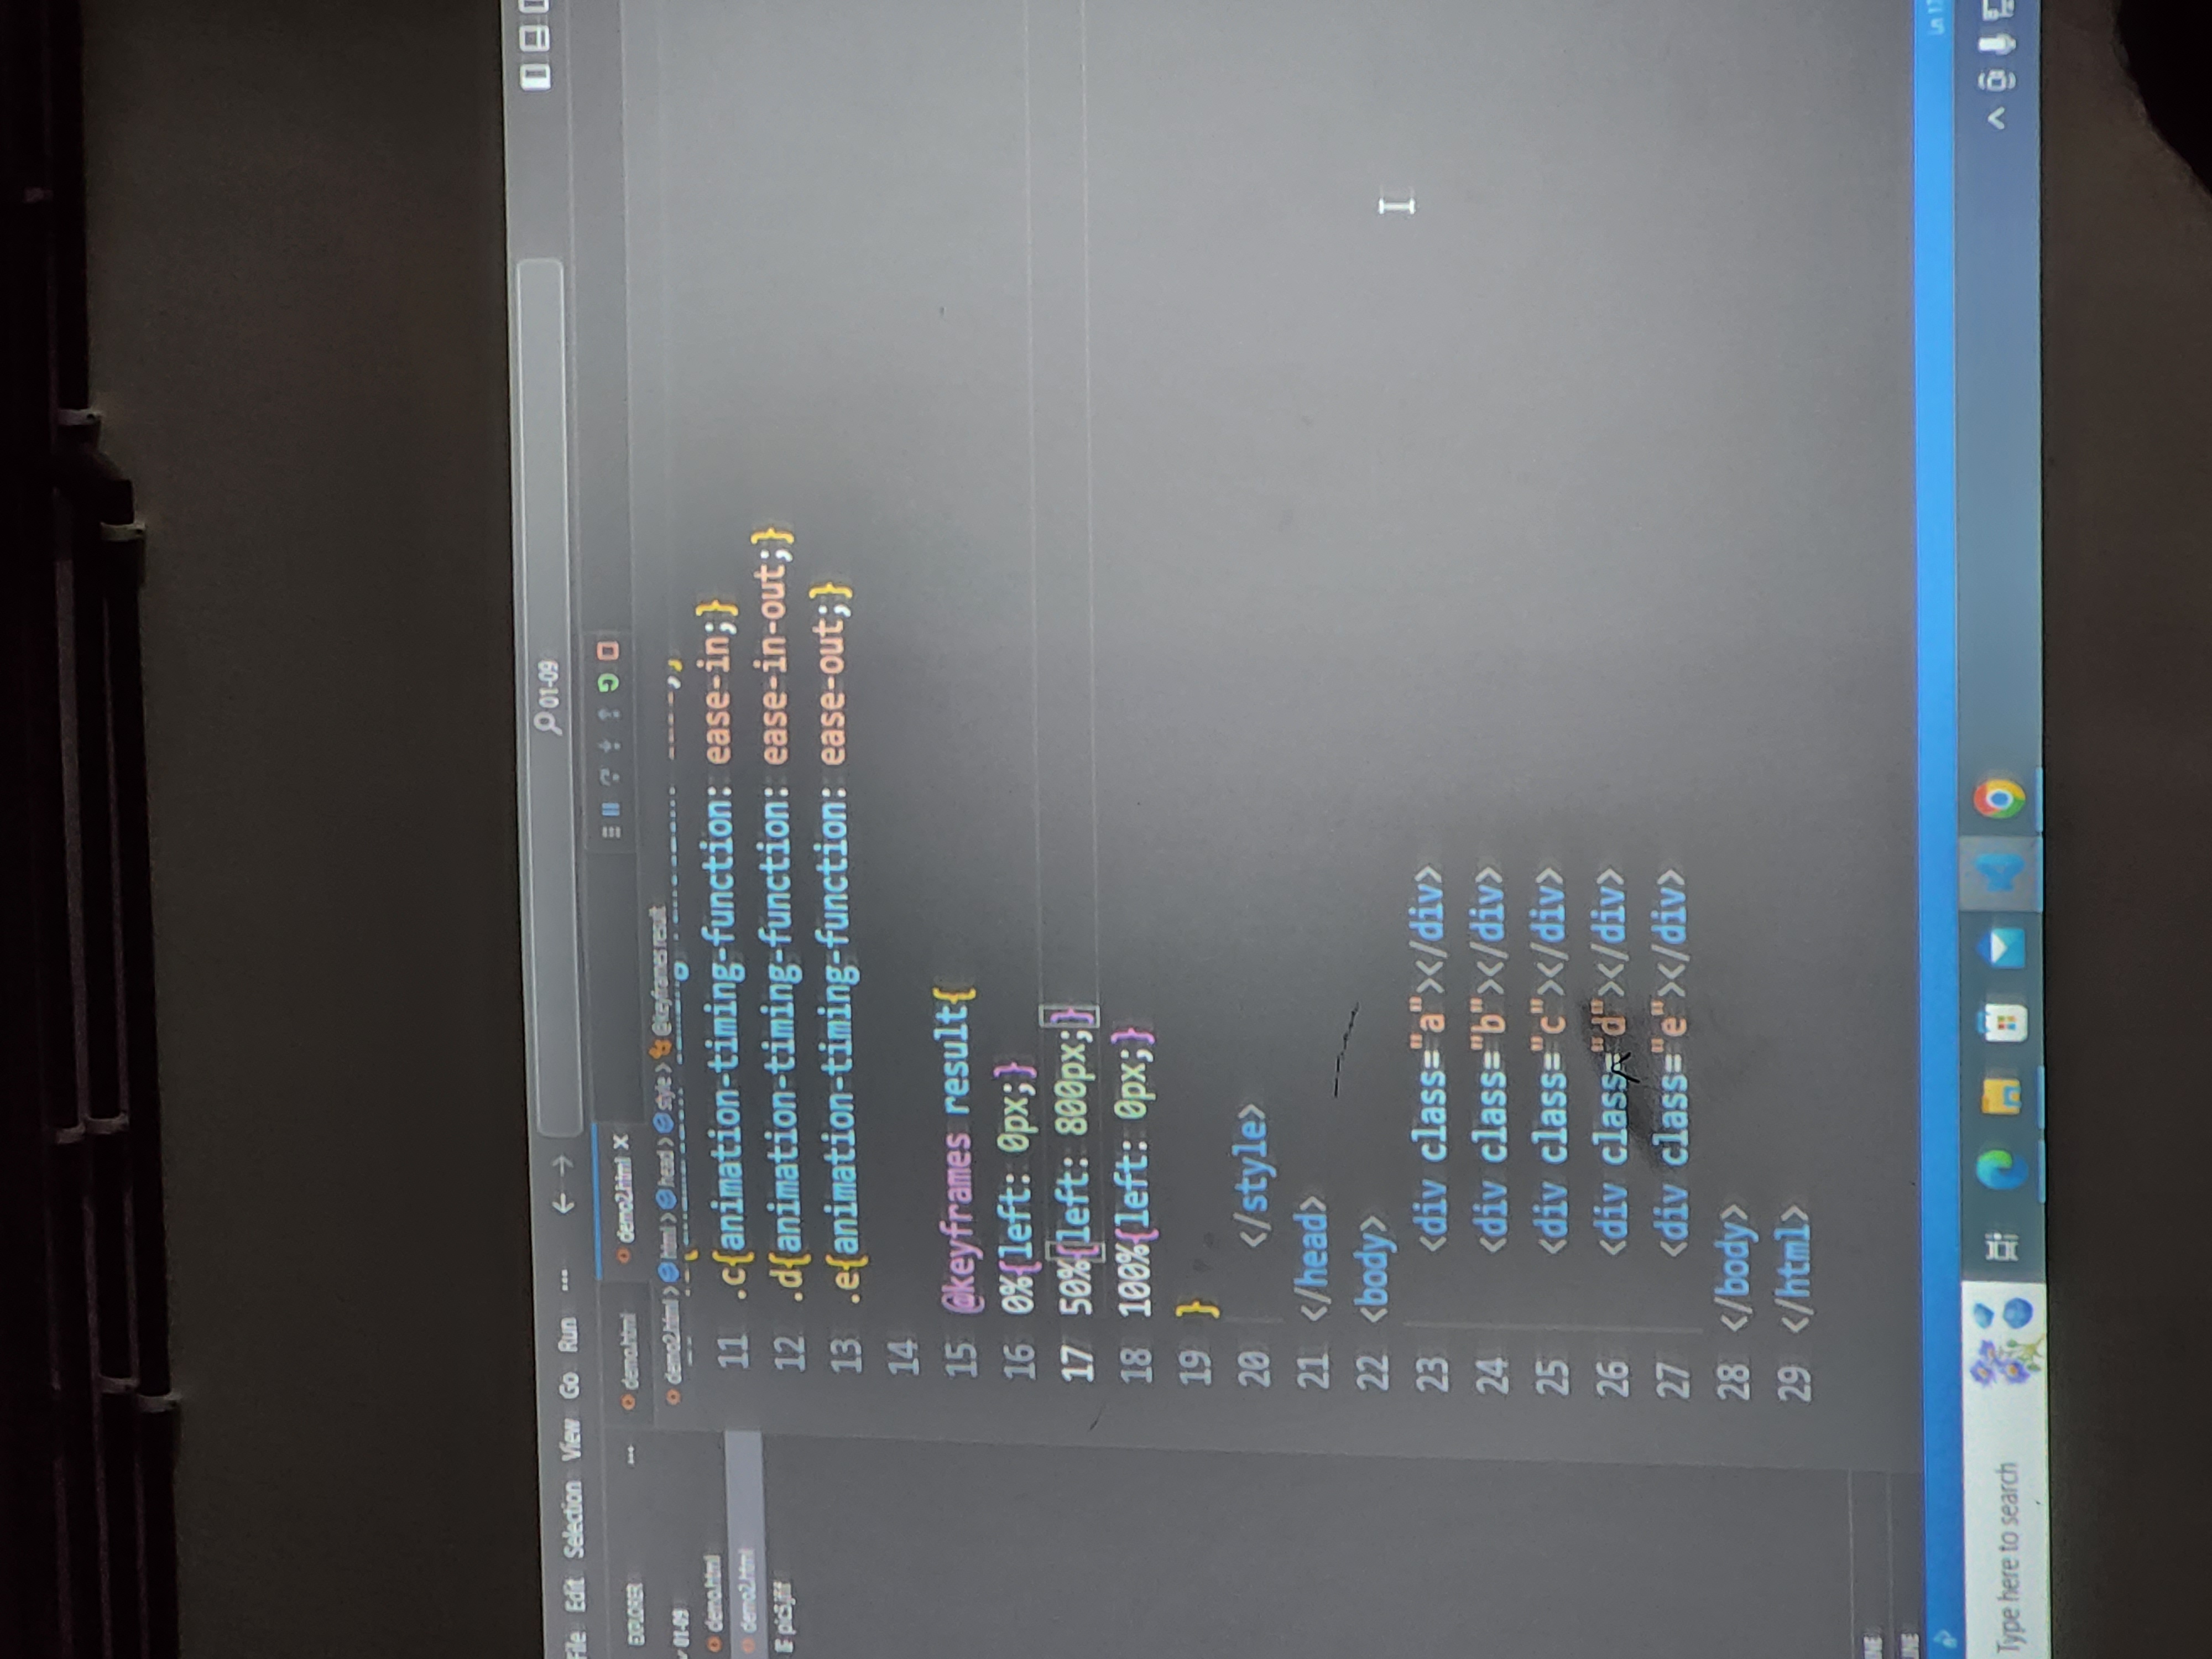 File Edit Selection View Go Run ... 01-09
EXPLORER ...
demo.html
demo2.html X
01-09
demo.html
demo2.html
pic5.jfif
demo2.html > html > head > style > @keyframes result
11 .c{animation-timing-function: ease-in;}
12 .d{animation-timing-function: ease-in-out;}
13 .e{animation-timing-function: ease-out;}
14
15 @keyframes result{
16 0%{left: 0px;}
17 50%{left: 800px;}
18 100%{left: 0px;}
19 }
20 </style>
21 </head>
22 <body>
23 <div class="a"></div>
24 <div class="b"></div>
25 <div class="c"></div>
26 <div class="d"></div>
27 <div class="e"></div>
28 </body>
29 </html>
Ln 17
Type here to search